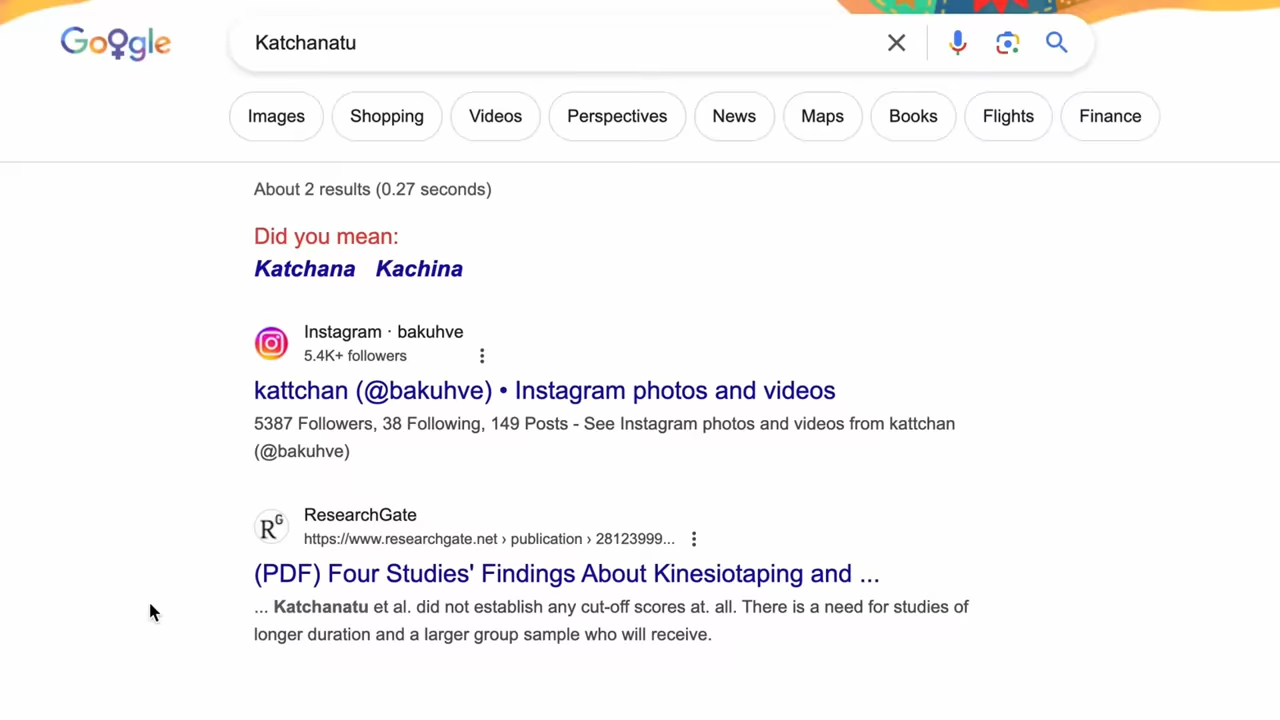 Google
Katchanatu
Images Shopping Videos Perspectives News Maps Books Flights Finance
About 2 results (0.27 seconds)
Did you mean:
Katchana Kachina
Instagram · bakuhve
5.4K+ followers
kattchan (@bakuhve) • Instagram photos and videos
5387 Followers, 38 Following, 149 Posts - See Instagram photos and videos from kattchan
(@bakuhve)
RG
ResearchGate
https://www.researchgate.net › publication › 28123999...
(PDF) Four Studies' Findings About Kinesiotaping and ...
... Katchanatu et al. did not establish any cut-off scores at. all. There is a need for studies of
longer duration and a larger group sample who will receive.